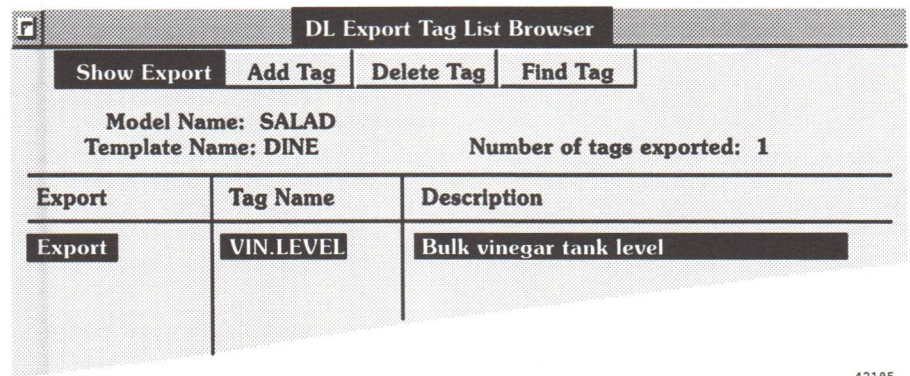 DL Export Tag List Browser
Show Export Add Tag Delete Tag Find Tag
Model Name: SALAD
Template Name: DINE Number of tags exported: 1
Export Tag Name Description
Export VIN.LEVEL Bulk vinegar tank level